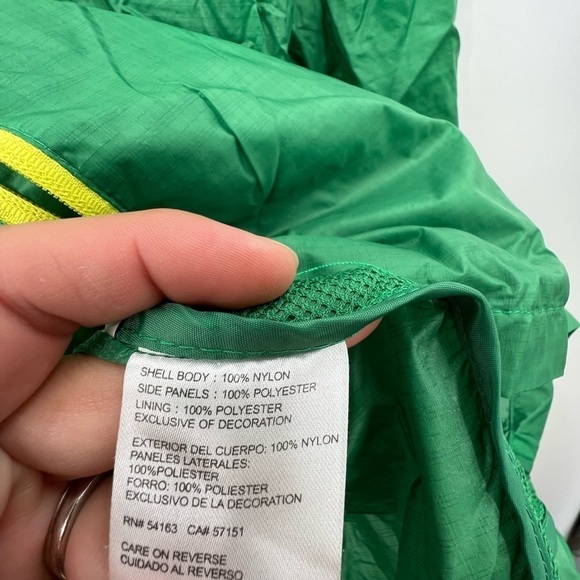 SHELL BODY : 100% NYLON
SIDE PANELS : 100% POLYESTER
LINING : 100% POLYESTER
EXCLUSIVE OF DECORATION
EXTERIOR DEL CUERPO: 100% NYLON
PANELES LATERALES:
100%POLIESTER
FORRO: 100% POLIESTER
EXCLUSIVO DE LA DECORATION
RN# 54163 CA# 57151
CARE ON REVERSE
CUIDADO AL REVERSO